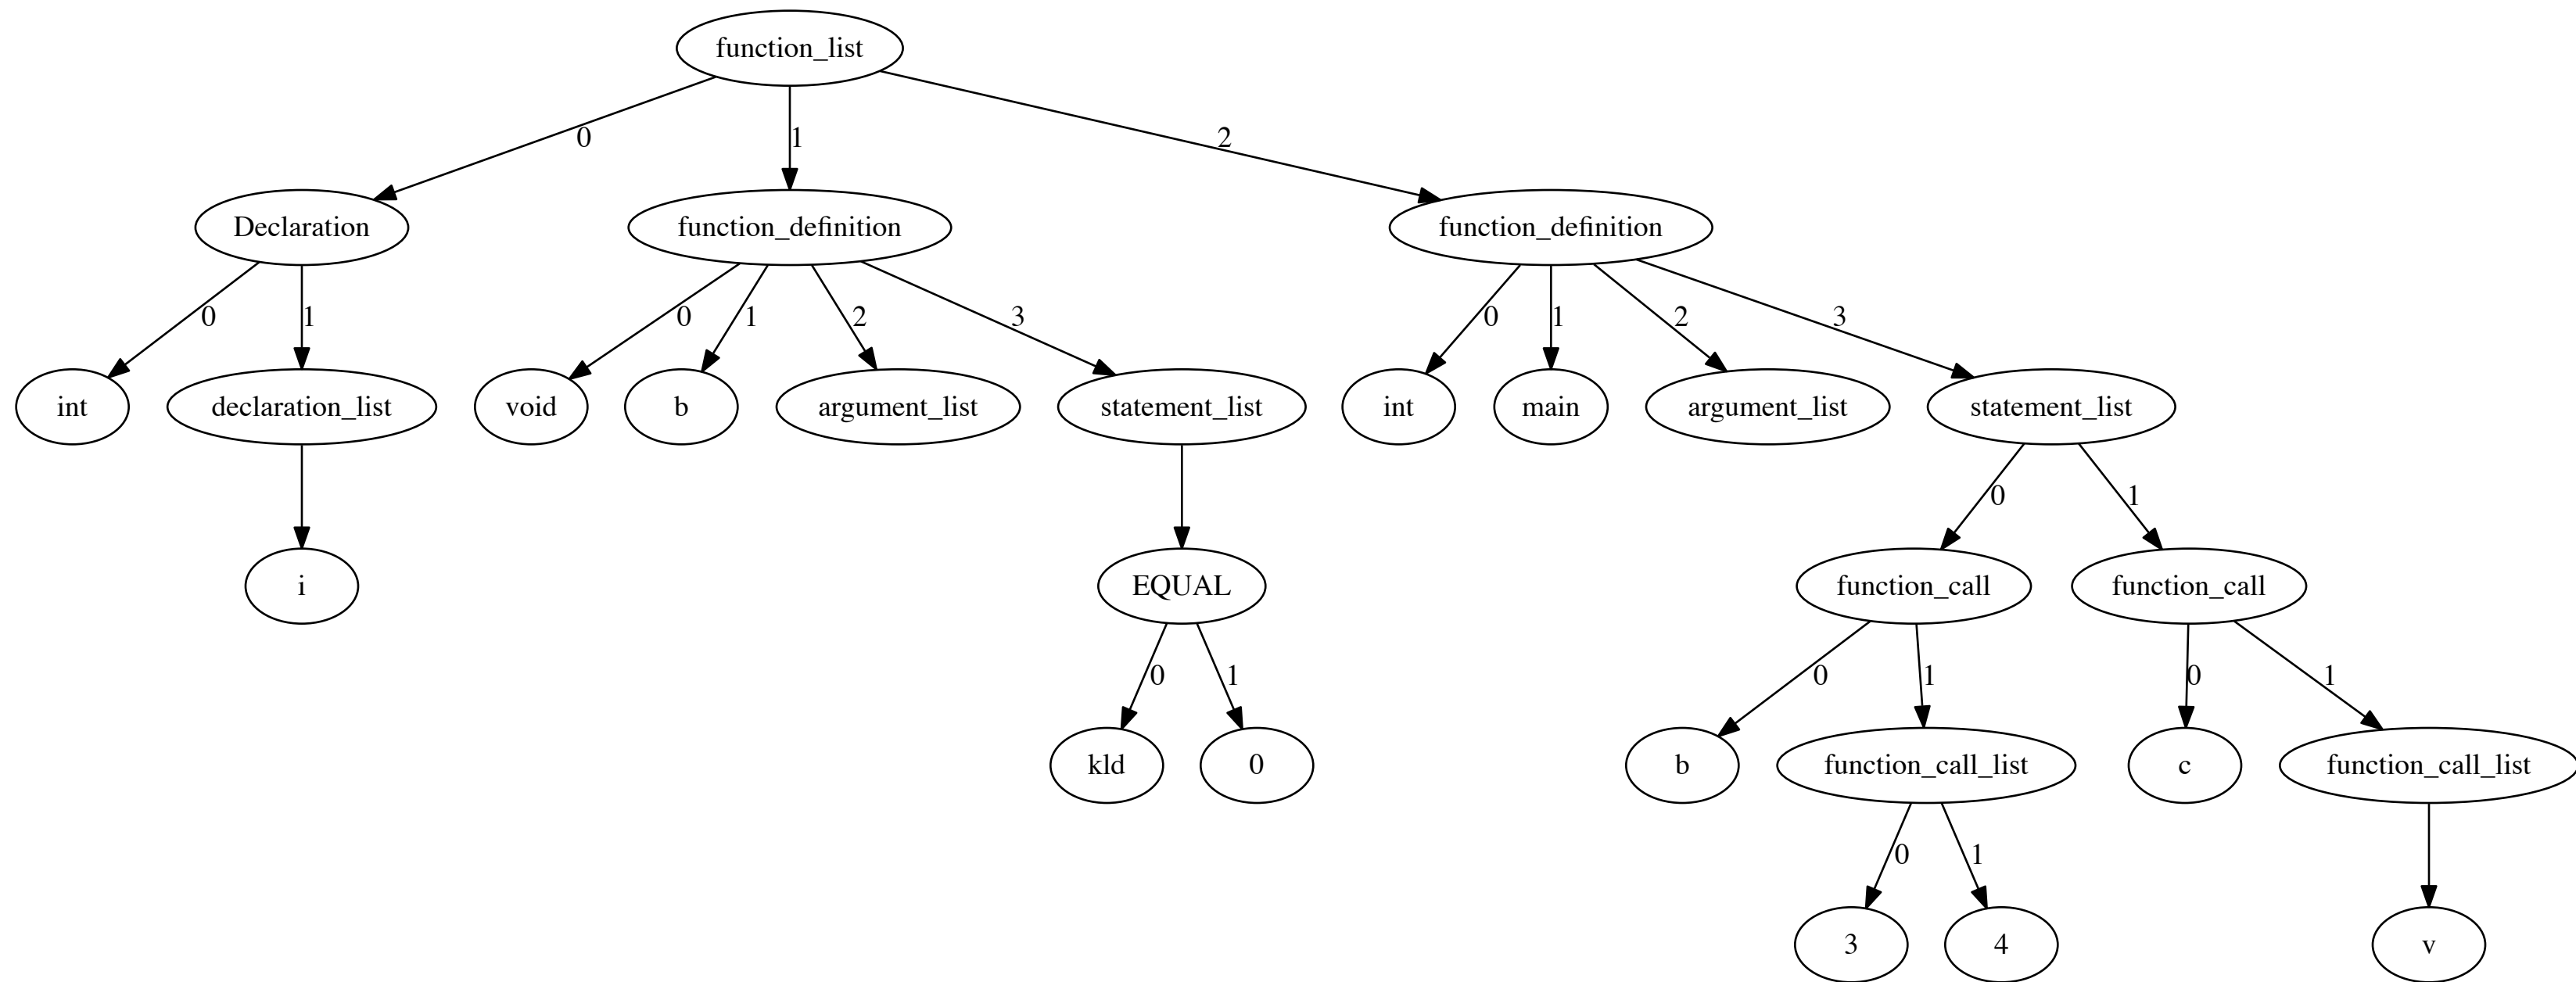 function_list
0
1
2
Declaration
function_definition
function_definition
0
1
0
1
2
3
0
1
2
3
int
declaration_list
void
b
argument_list
statement_list
int
main
argument_list
statement_list
0
1
i
EQUAL
function_call
function_call
0
1
0
1
0
1
kld
0
b
function_call_list
c
function_call_list
0
1
3
4
v